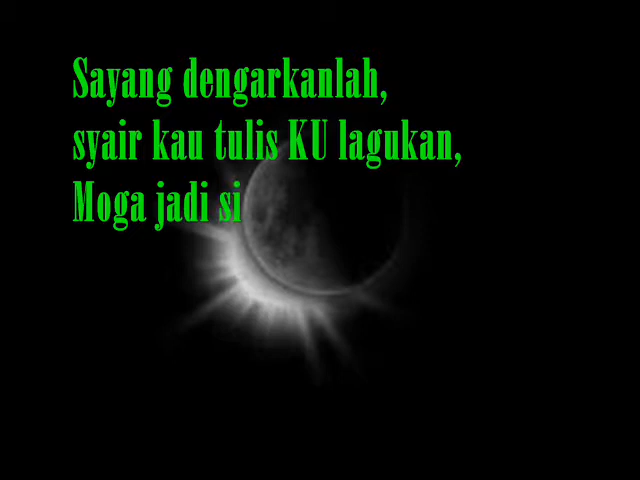 Sayang dengarkanlah,
syair kau tulis KU lagukan,
Moga jadi si